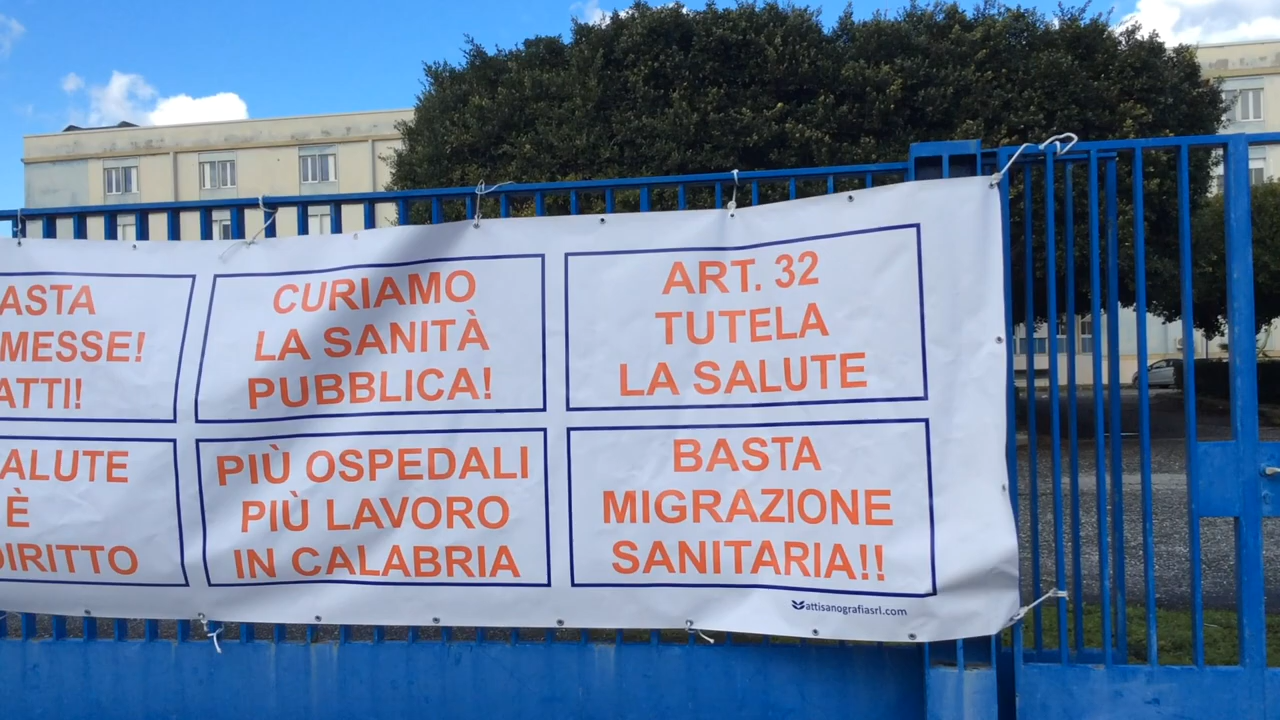 ASTA
MESSE!
ATTI!
CURIAMO
LA SANITÀ
PUBBLICA!
ART. 32
TUTELA
LA SALUTE
ALUTE
È
DIRITTO
PIÙ OSPEDALI
PIÙ LAVORO
IN CALABRIA
BASTA
MIGRAZIONE
SANITARIA!!
attisanografiasrl.com